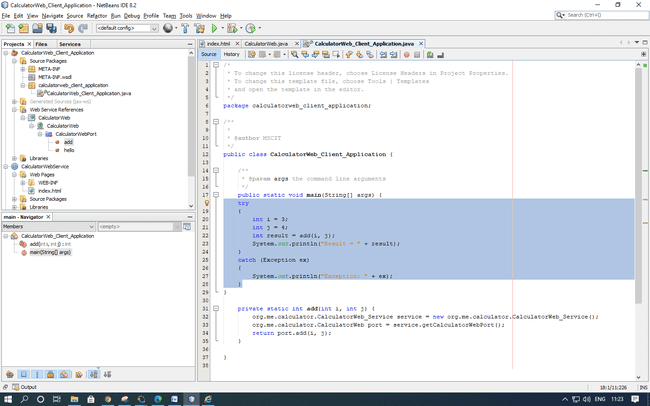 CalculatorWeb_Client_Application - NetBeans IDE 8.2
File Edit View Navigate Source Refactor Run Debug Profile Team Tools Window Help
Search (Ctrl+I)
<default config>
Projects Files Services
CalculatorWeb_Client_Application
Source Packages
META-INF
META-INF.wsdl
calculatorweb_client_application
CalculatorWeb_Client_Application.java
Generated Sources (jax-ws)
Web Service References
CalculatorWeb
CalculatorWeb
CalculatorWebPort
add
hello
Libraries
CalculatorWebService
Web Pages
WEB-INF
index.html
Source Packages
Libraries
main - Navigator
Members <empty>
CalculatorWeb_Client_Application
add(int i, int j) : int
main(String[] args)
Output
index.html CalculatorWeb.java CalculatorWeb_Client_Application.java
Source History
1 /*
2 * To change this license header, choose License Headers in Project Properties.
3 * To change this template file, choose Tools | Templates
4 * and open the template in the editor.
5 */
6 package calculatorweb_client_application;
7
8 /**
9 *
10 * @author MSCIT
11 */
12 public class CalculatorWeb_Client_Application {
13
14 /**
15 * @param args the command line arguments
16 */
17 public static void main(String[] args) {
try
19 {
20 int i = 3;
21 int j = 4;
22 int result = add(i, j);
23 System.out.println("Result = " + result);
24 }
25 catch (Exception ex)
26 {
27 System.out.println("Exception: " + ex);
28 }
29 }
30
31 private static int add(int i, int j) {
32 org.me.calculator.CalculatorWeb_Service service = new org.me.calculator.CalculatorWeb_Service();
33 org.me.calculator.CalculatorWeb port = service.getCalculatorWebPort();
34 return port.add(i, j);
35 }
36
37 }
38
18:1/11:226 INS
ENG 11:23